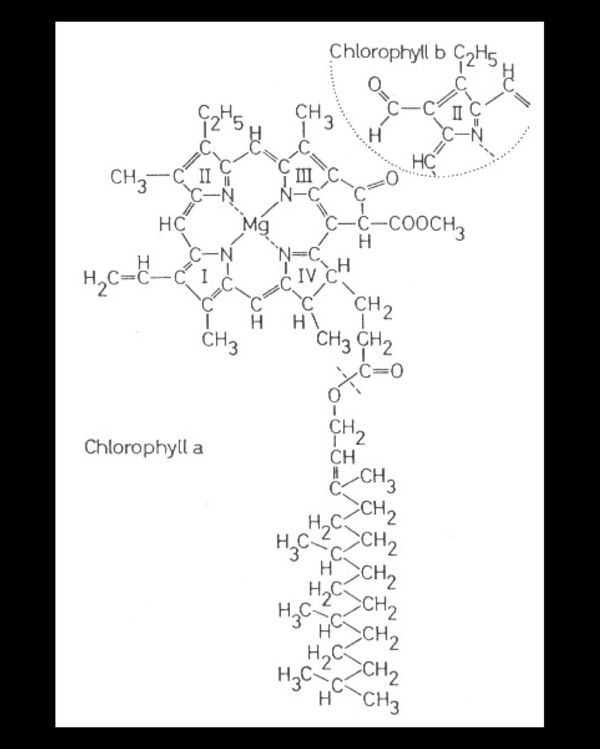 Chlorophyll b C2H5
H
O
C C C
C II
H C N
HC
C2H5 H CH3
C C C
CH3 C II C C III C C O
C N N C C
HC Mg C C COOCH3
H
C N N C
H
H2C=C C I C C IV C H
C C C C CH2
H H
CH3 CH3 CH2
C=O
O
CH2
Chlorophyll a
CH
CH3
C
CH2
H2C
CH2
H3C C
H CH2
H2C
CH2
H3C C
H CH2
H2C
CH2
H3C C
H CH3